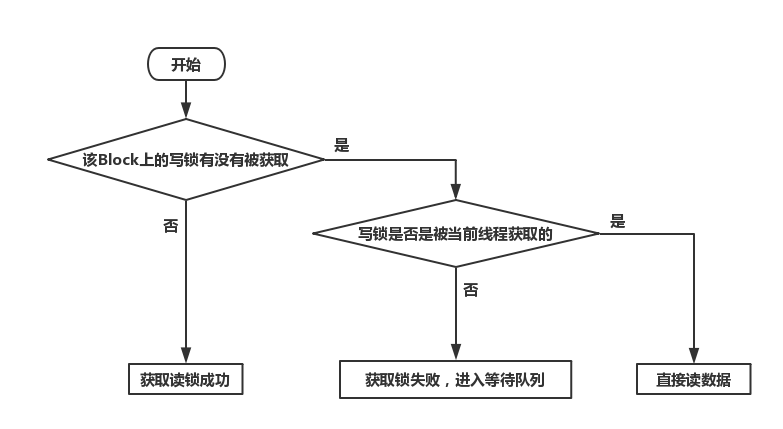 开始
该Block上的写锁有没有被获取
是
否
写锁是否是被当前线程获取的
是
否
获取读锁成功
获取锁失败，进入等待队列
直接读数据